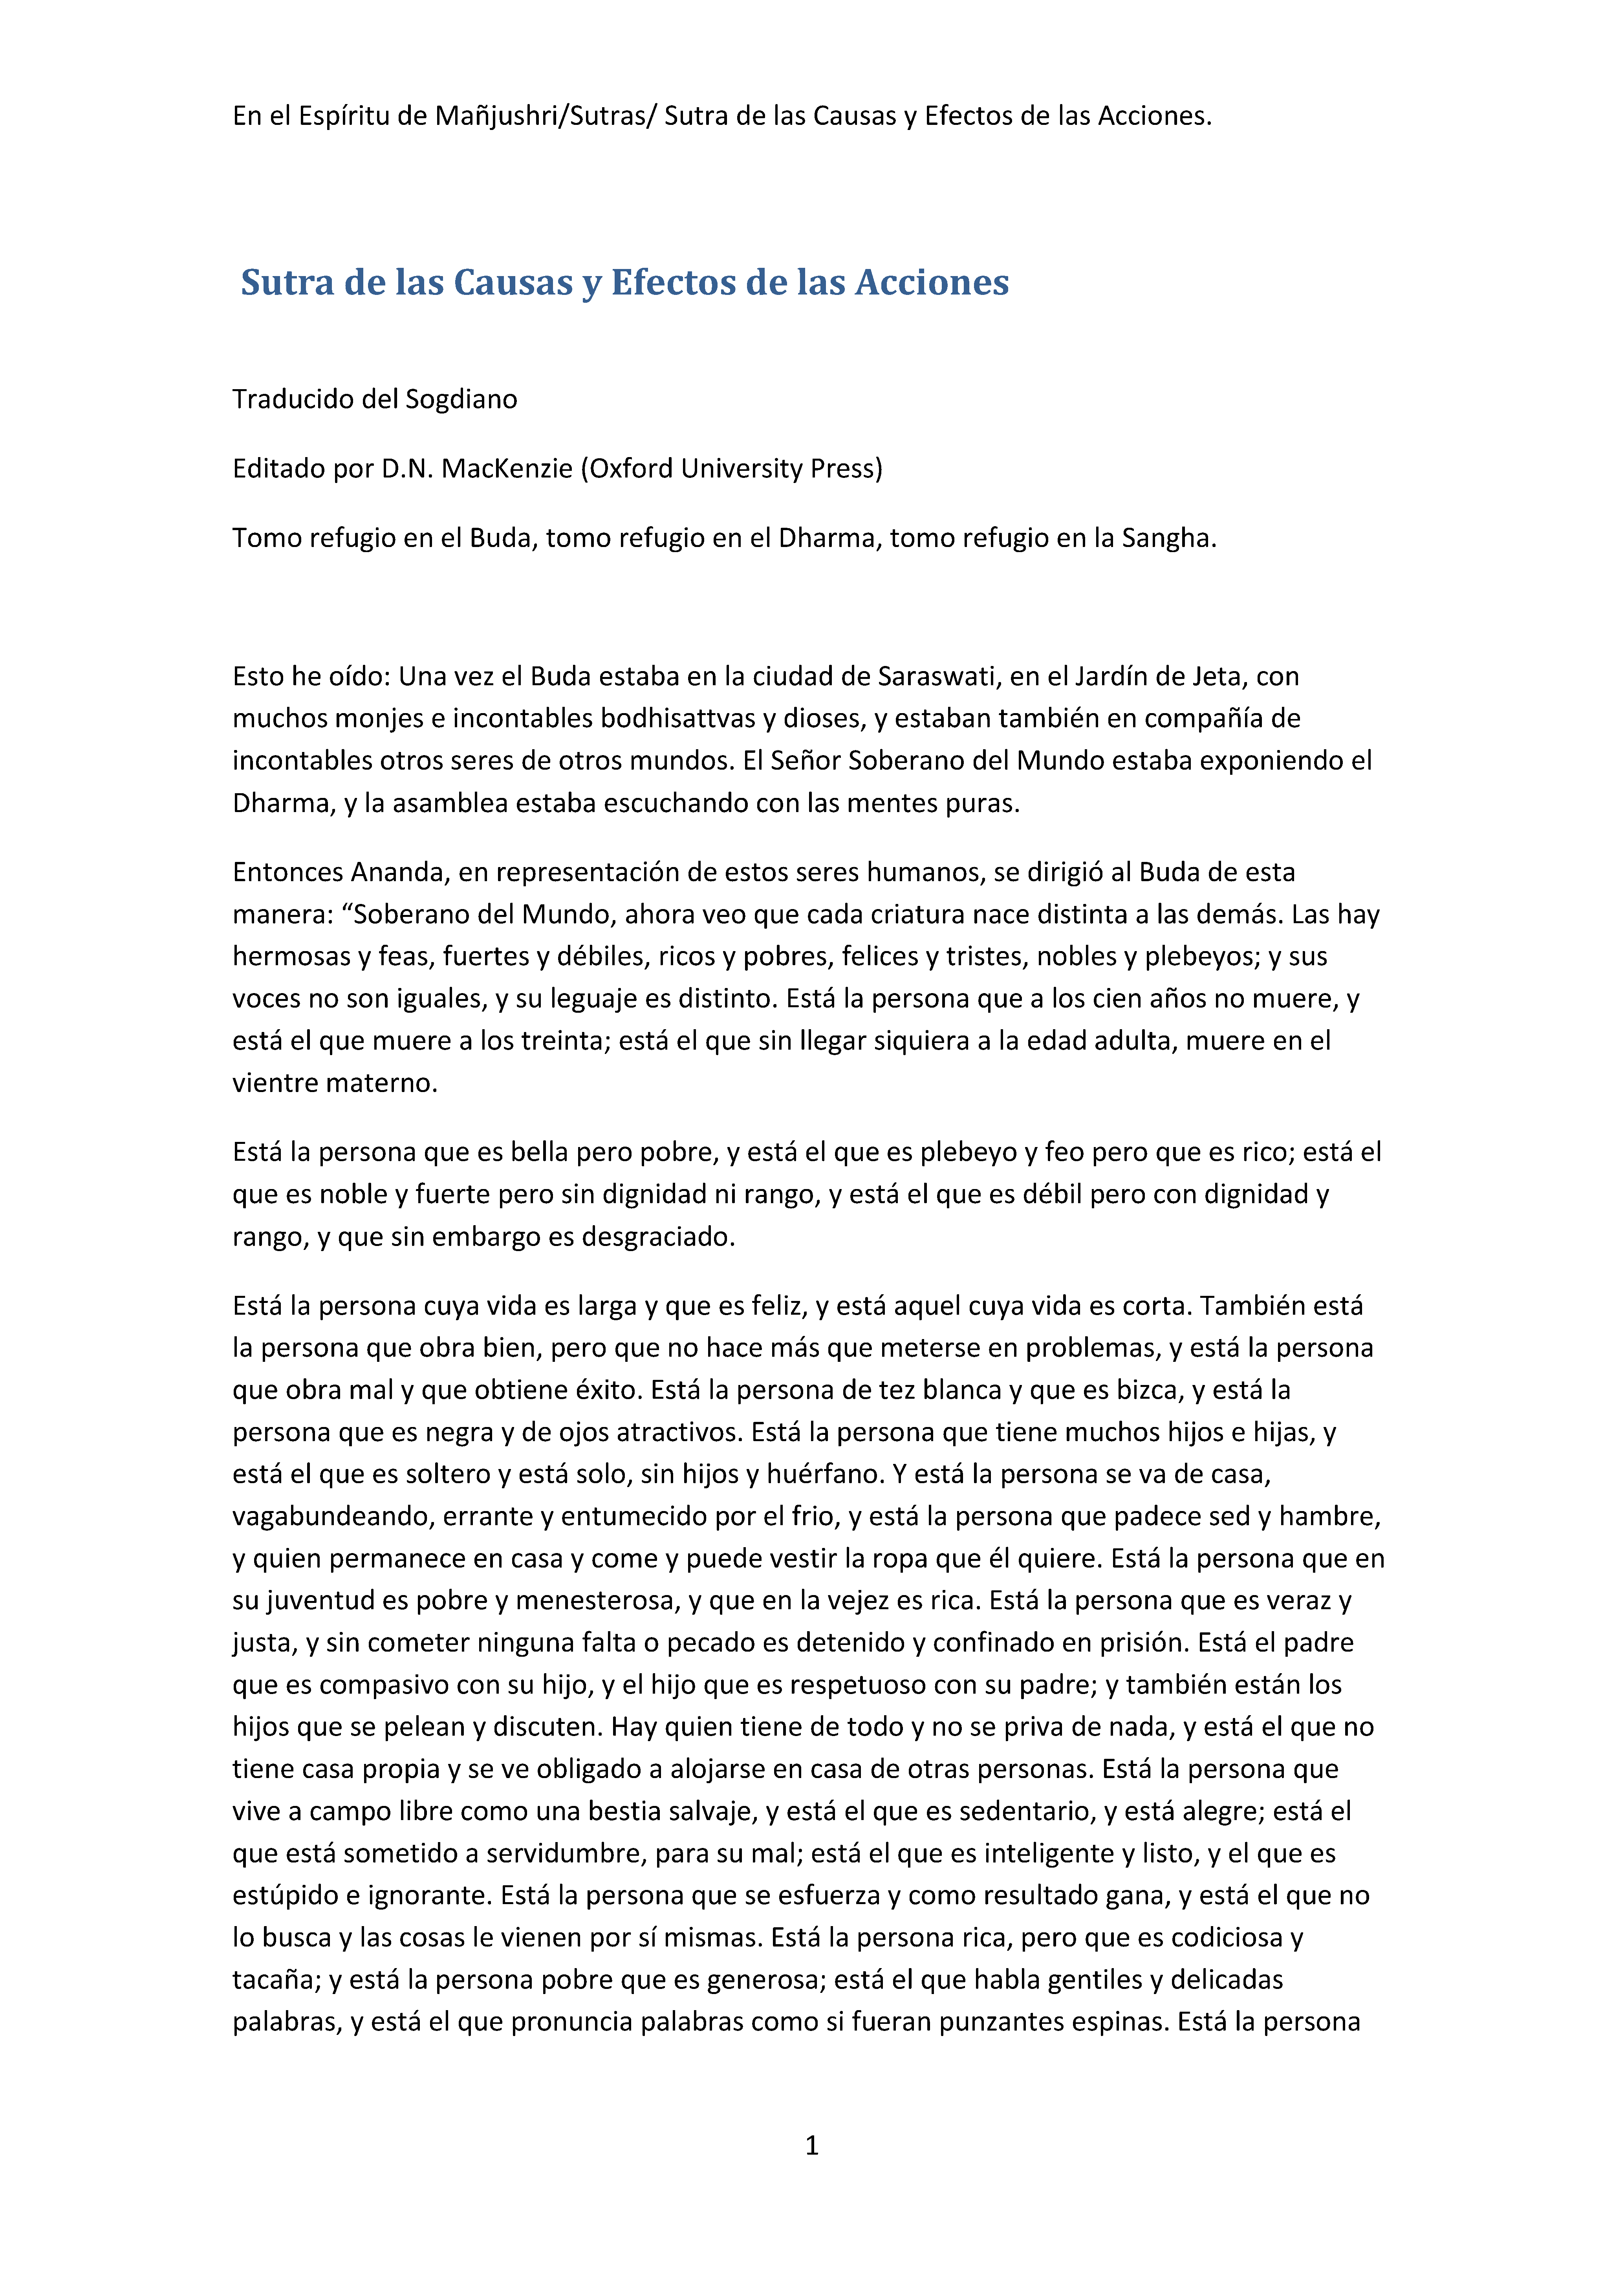 En el Espíritu de Mañjushri/Sutras/ Sutra de las Causas y Efectos de las Acciones.
Sutra de las Causas y Efectos de las Acciones
Traducido del Sogdiano
Editado por D.N. MacKenzie (Oxford University Press)
Tomo refugio en el Buda, tomo refugio en el Dharma, tomo refugio en la Sangha.
Esto he oído: Una vez el Buda estaba en la ciudad de Saraswati, en el Jardín de Jeta, con
muchos monjes e incontables bodhisattvas y dioses, y estaban también en compañía de
incontables otros seres de otros mundos. El Señor Soberano del Mundo estaba exponiendo el
Dharma, y la asamblea estaba escuchando con las mentes puras.
Entonces Ananda, en representación de estos seres humanos, se dirigió al Buda de esta
manera: “Soberano del Mundo, ahora veo que cada criatura nace distinta a las demás. Las hay
hermosas y feas, fuertes y débiles, ricos y pobres, felices y tristes, nobles y plebeyos; y sus
voces no son iguales, y su leguaje es distinto. Está la persona que a los cien años no muere, y
está el que muere a los treinta; está el que sin llegar siquiera a la edad adulta, muere en el
vientre materno.
Está la persona que es bella pero pobre, y está el que es plebeyo y feo pero que es rico; está el
que es noble y fuerte pero sin dignidad ni rango, y está el que es débil pero con dignidad y
rango, y que sin embargo es desgraciado.
Está la persona cuya vida es larga y que es feliz, y está aquel cuya vida es corta. También está
la persona que obra bien, pero que no hace más que meterse en problemas, y está la persona
que obra mal y que obtiene éxito. Está la persona de tez blanca y que es bizca, y está la
persona que es negra y de ojos atractivos. Está la persona que tiene muchos hijos e hijas, y
está el que es soltero y está solo, sin hijos y huérfano. Y está la persona se va de casa,
vagabundeando, errante y entumecido por el frio, y está la persona que padece sed y hambre,
y quien permanece en casa y come y puede vestir la ropa que él quiere. Está la persona que en
su juventud es pobre y menesterosa, y que en la vejez es rica. Está la persona que es veraz y
justa, y sin cometer ninguna falta o pecado es detenido y confinado en prisión. Está el padre
que es compasivo con su hijo, y el hijo que es respetuoso con su padre; y también están los
hijos que se pelean y discuten. Hay quien tiene de todo y no se priva de nada, y está el que no
tiene casa propia y se ve obligado a alojarse en casa de otras personas. Está la persona que
vive a campo libre como una bestia salvaje, y está el que es sedentario, y está alegre; está el
que está sometido a servidumbre, para su mal; está el que es inteligente y listo, y el que es
estúpido e ignorante. Está la persona que se esfuerza y como resultado gana, y está el que no
lo busca y las cosas le vienen por sí mismas. Está la persona rica, pero que es codiciosa y
tacaña; y está la persona pobre que es generosa; está el que habla gentiles y delicadas
palabras, y está el que pronuncia palabras como si fueran punzantes espinas. Está la persona
1